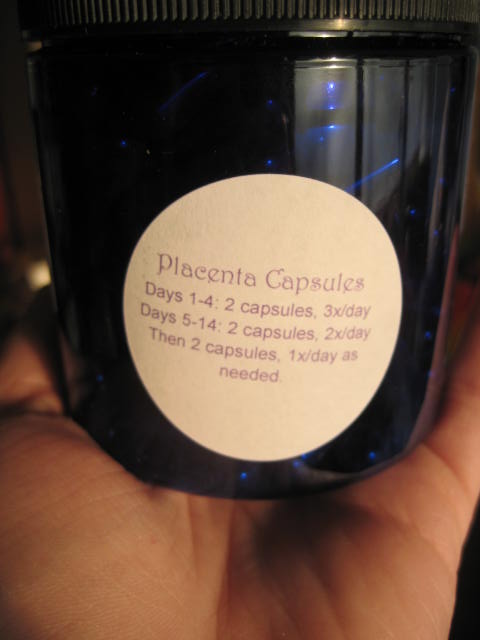 Placenta Capsules
Days 1-4: 2 capsules, 3x/day
Days 5-14: 2 capsules, 2x/day
Then 2 capsules, 1x/day as
needed.